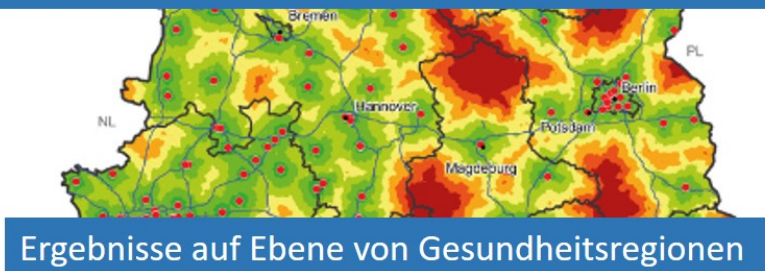 Bremen
PL
Berlin
Hannover
NL
Potsdam
Magdeburg
Ergebnisse auf Ebene von Gesundheitsregionen